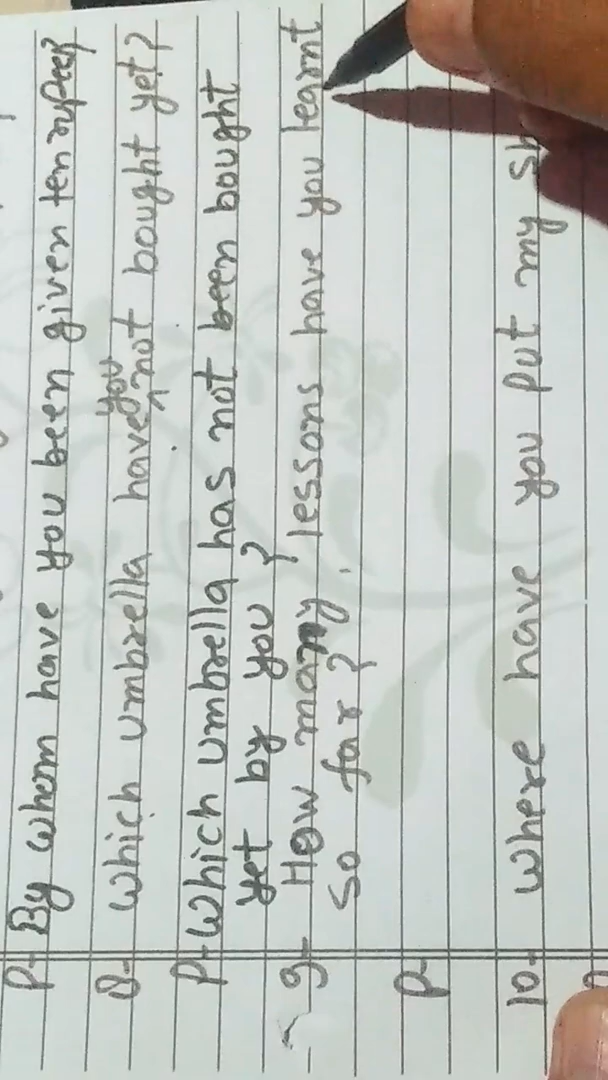 P- By whom have you been given ten rupees?
8- Which umbrella have you not bought yet?
P- Which umbrella has not been bought
yet by you?
9- How many lessons have you learnt
so far?
P-
10- where have you put my